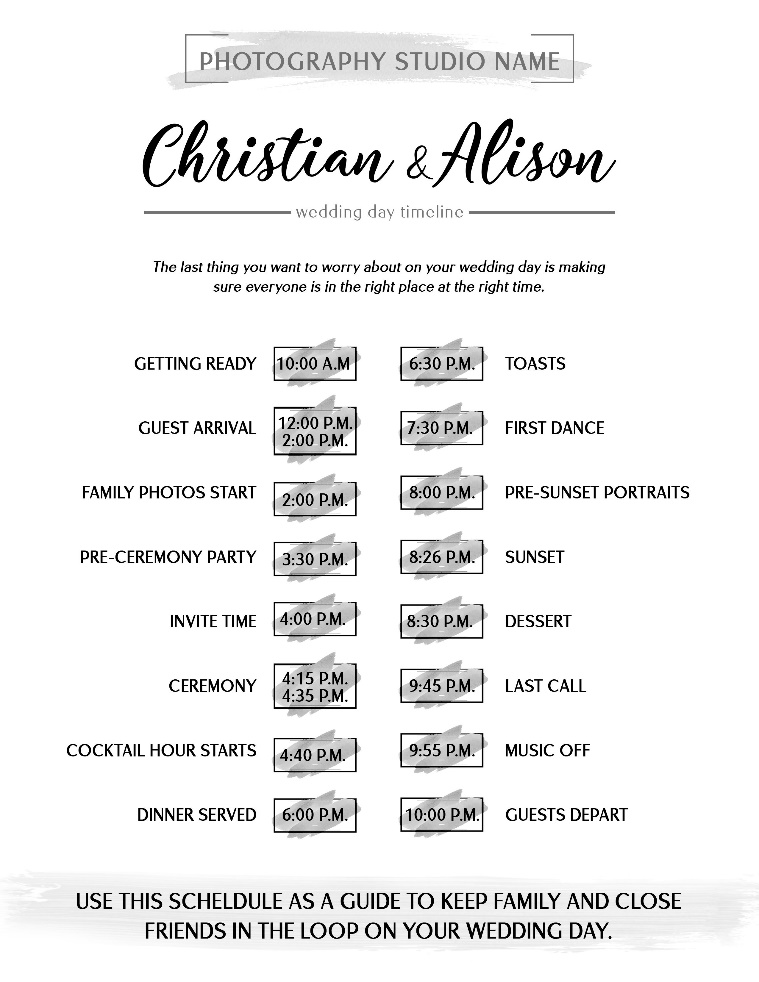 PHOTOGRAPHY STUDIO NAME
Christian & Alison
wedding day timeline
The last thing you want to worry about on your wedding day is making
sure everyone is in the right place at the right time.
GETTING READY 10:00 A.M
GUEST ARRIVAL 12:00 P.M.
2:00 P.M.
FAMILY PHOTOS START 2:00 P.M.
PRE-CEREMONY PARTY 3:30 P.M.
INVITE TIME 4:00 P.M.
CEREMONY 4:15 P.M.
4:35 P.M.
COCKTAIL HOUR STARTS 4:40 P.M.
DINNER SERVED 6:00 P.M.
6:30 P.M. TOASTS
7:30 P.M. FIRST DANCE
8:00 P.M. PRE-SUNSET PORTRAITS
8:26 P.M. SUNSET
8:30 P.M. DESSERT
9:45 P.M. LAST CALL
9:55 P.M. MUSIC OFF
10:00 P.M. GUESTS DEPART
USE THIS SCHELDULE AS A GUIDE TO KEEP FAMILY AND CLOSE
FRIENDS IN THE LOOP ON YOUR WEDDING DAY.